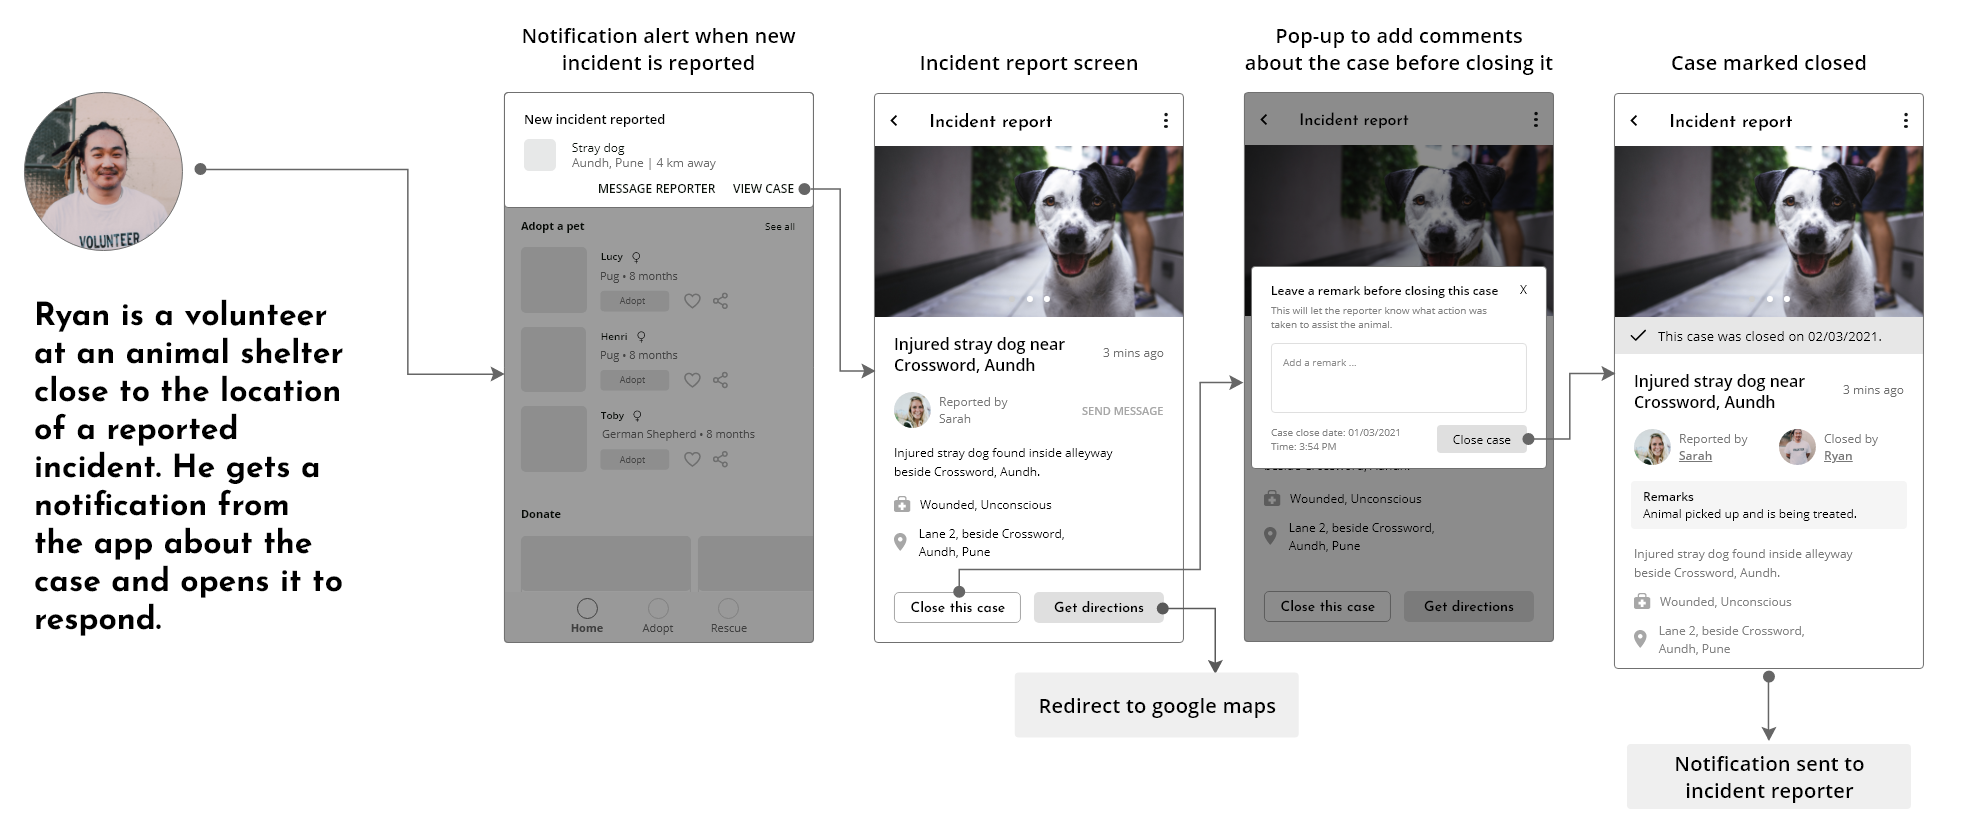 Notification alert when new
incident is reported
Incident report screen
Pop-up to add comments
about the case before closing it
Case marked closed
VOLUNTEER
Ryan is a volunteer
at an animal shelter
close to the location
of a reported
incident. He gets a
notification from
the app about the
case and opens it to
respond.
New incident reported
Stray dog
Aundh, Pune | 4 km away
MESSAGE REPORTER VIEW CASE
Adopt a pet See all
Lucy
Pug • 8 months
Adopt
Henri
Pug • 8 months
Adopt
Toby
German Shepherd • 8 months
Adopt
Donate
Home Adopt Rescue
Incident report
Injured stray dog near
Crossword, Aundh
3 mins ago
Reported by
Sarah
SEND MESSAGE
Injured stray dog found inside alleyway
beside Crossword, Aundh.
Wounded, Unconscious
Lane 2, beside Crossword,
Aundh, Pune
Close this case Get directions
Redirect to google maps
Incident report
Leave a remark before closing this case X
This will let the reporter know what action was
taken to assist the animal.
Add a remark ...
Case close date: 01/03/2021
Time: 3:54 PM
Close case
beside Crossword, Aundh.
Wounded, Unconscious
Lane 2, beside Crossword,
Aundh, Pune
Close this case Get directions
Incident report
This case was closed on 02/03/2021.
Injured stray dog near
Crossword, Aundh
3 mins ago
Reported by
Sarah
Closed by
Ryan
Remarks
Animal picked up and is being treated.
Injured stray dog found inside alleyway
beside Crossword, Aundh.
Wounded, Unconscious
Lane 2, beside Crossword,
Aundh, Pune
Notification sent to
incident reporter